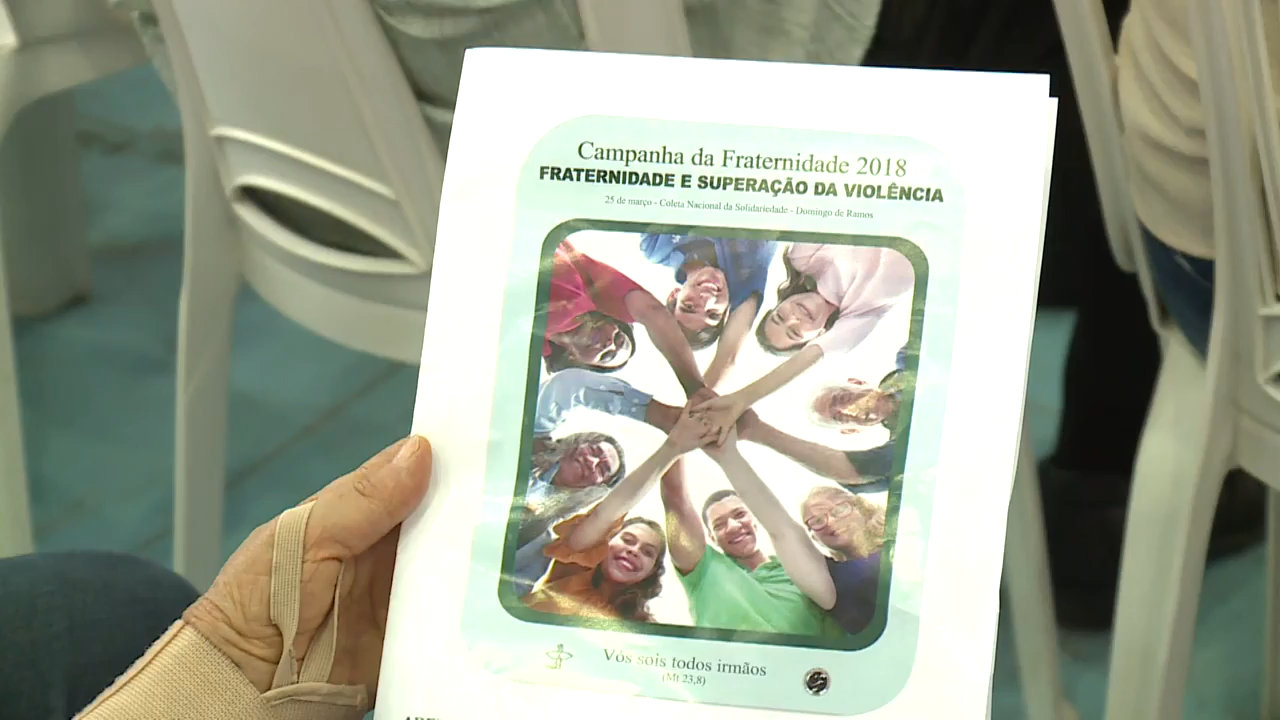 Campanha da Fraternidade 2018
FRATERNIDADE E SUPERAÇÃO DA VIOLÊNCIA
25 de março - Coleta Nacional da Solidariedade - Domingo de Ramos
Vós sois todos irmãos
(Mt 23,8)